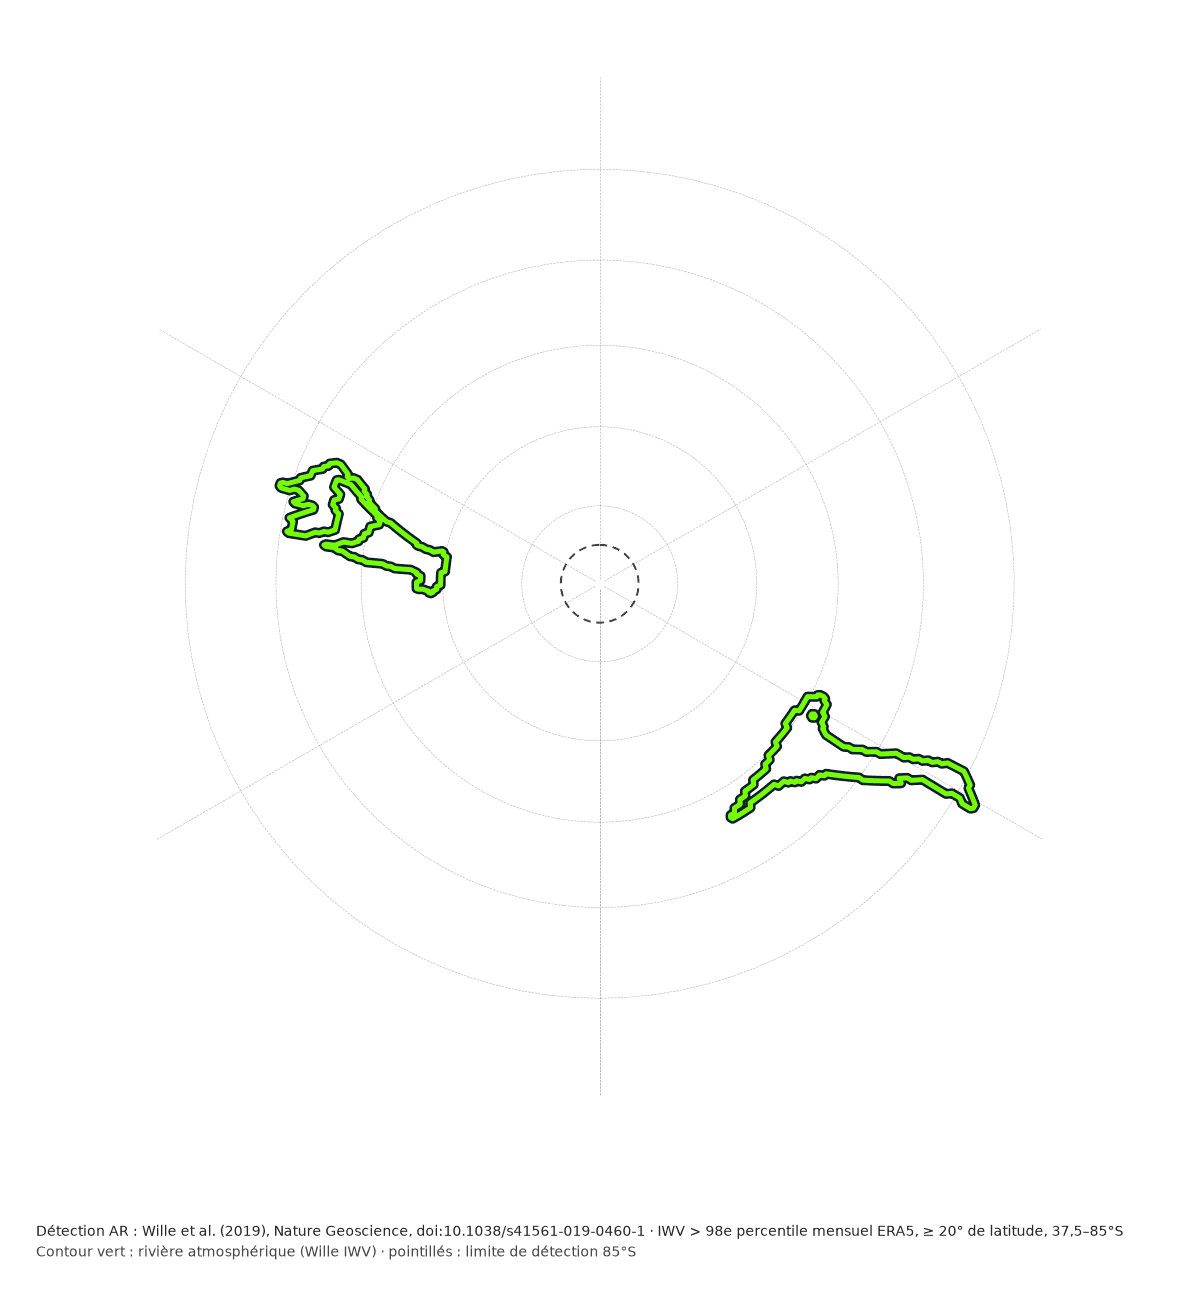 Détection AR : Wille et al. (2019), Nature Geoscience, doi:10.1038/s41561-019-0460-1 · IWV > 98e percentile mensuel ERA5, ≥ 20° de latitude, 37,5–85°S
Contour vert : rivière atmosphérique (Wille IWV) · pointillés : limite de détection 85°S